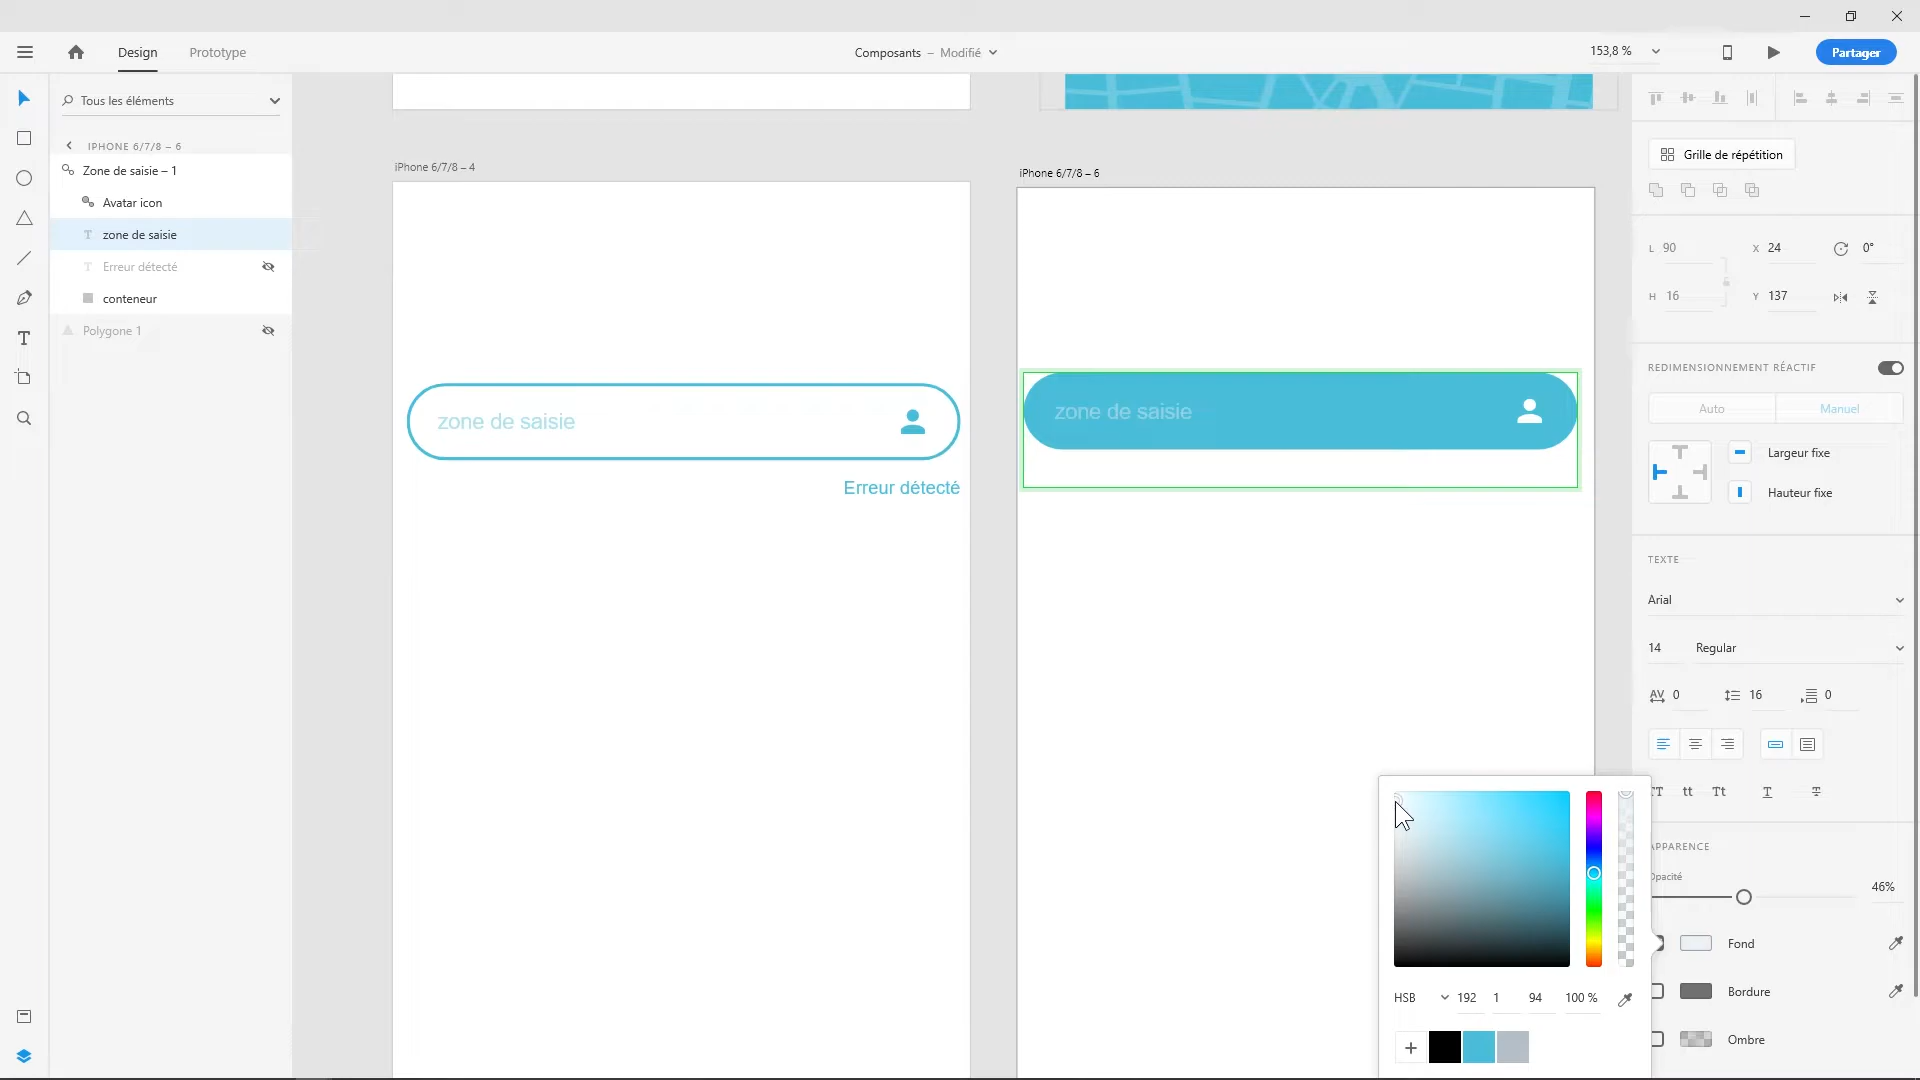 Design
Prototype
Composants – Modifié
153,8 %
Partager
Tous les éléments
IPHONE 6/7/8 – 6
Zone de saisie – 1
Avatar icon
zone de saisie
Erreur détecté
conteneur
Polygone 1
iPhone 6/7/8 – 4
zone de saisie
Erreur détecté
iPhone 6/7/8 – 6
zone de saisie
Grille de répétition
L 90 X 24 0°
H 16 Y 137
REDIMENSIONNEMENT RÉACTIF
Auto Manuel
Largeur fixe
Hauteur fixe
TEXTE
Arial
14 Regular
AV 0 16 0
TT tt Tt T T
APPARENCE
Opacité
46%
Fond
Bordure
Ombre
HSB 192 1 94 100 %